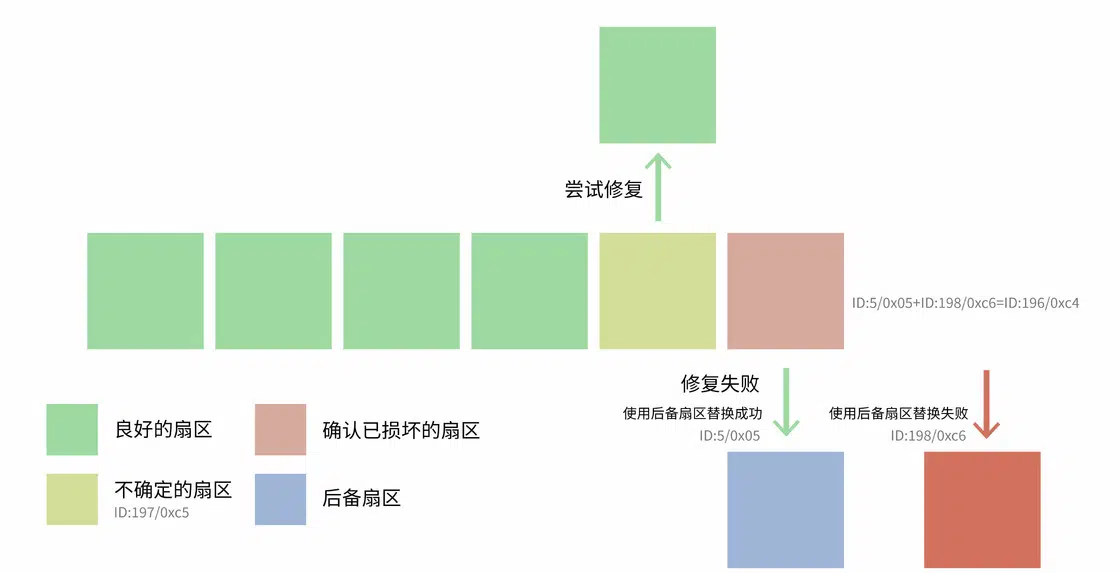 尝试修复
ID:5/0x05+ID:198/0xc6=ID:196/0xc4
修复失败
使用后备扇区替换成功
ID:5/0x05
使用后备扇区替换失败
ID:198/0xc6
良好的扇区
确认已损坏的扇区
不确定的扇区
ID:197/0xc5
后备扇区